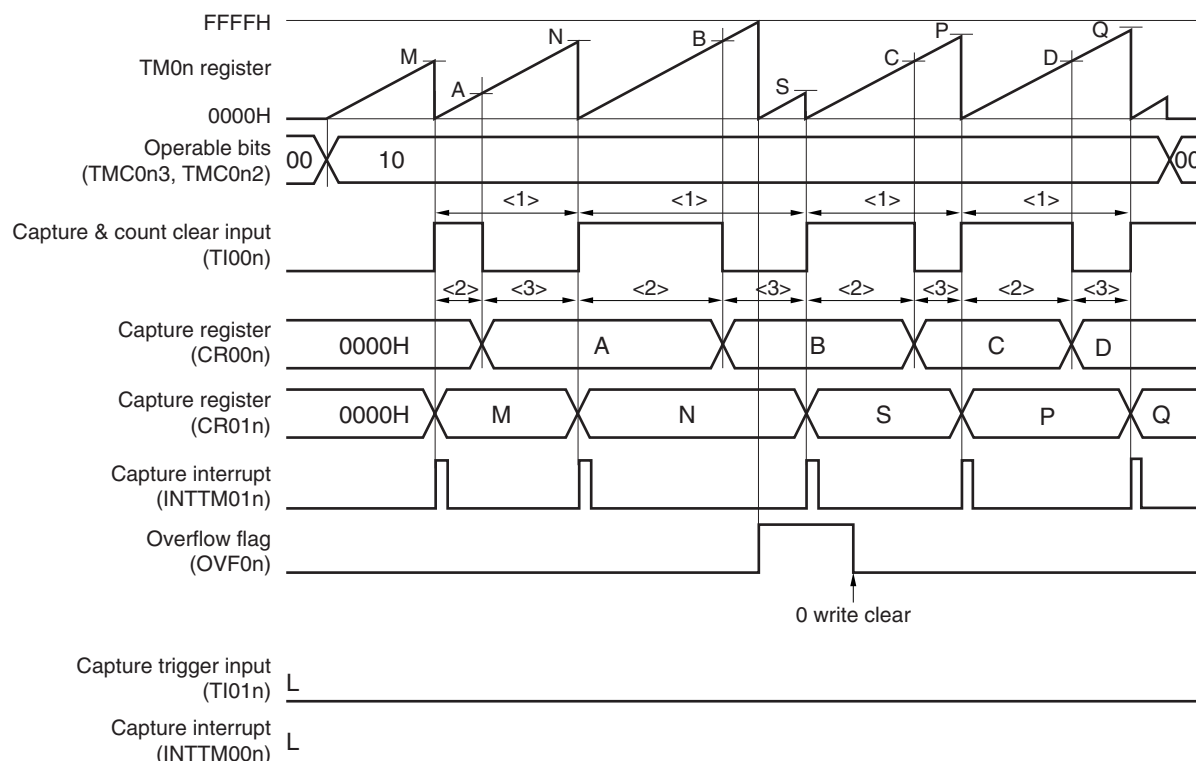 FFFFH
TM0n register
0000H
M
A
N
B
S
C
P
D
Q
Operable bits
(TMC0n3, TMC0n2)
00
10
00
<1>
<1>
<1>
<1>
Capture & count clear input
(TI00n)
<2>
<3>
<2>
<3>
<2>
<3>
<2>
<3>
Capture register
(CR00n)
0000H
A
B
C
D
Capture register
(CR01n)
0000H
M
N
S
P
Q
Capture interrupt
(INTTM01n)
Overflow flag
(OVF0n)
0 write clear
Capture trigger input
(TI01n)
L
Capture interrupt
(INTTM00n)
L